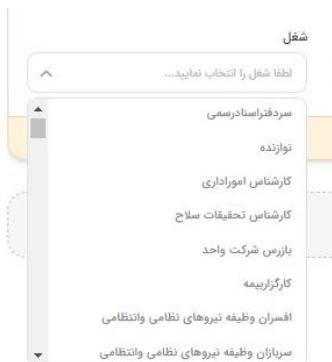 شغل
لطفا شغل را انتخاب نمایید...
سردفتراسنادرسمی
نوازنده
کارشناس اموراداری
کارشناس تحقیقات سلاح
بازرس شرکت واحد
کارگزاربیمه
افسران وظیفه نیروهای نظامی وانتظامی
سربازان وظیفه نیروهای نظامی وانتظامی